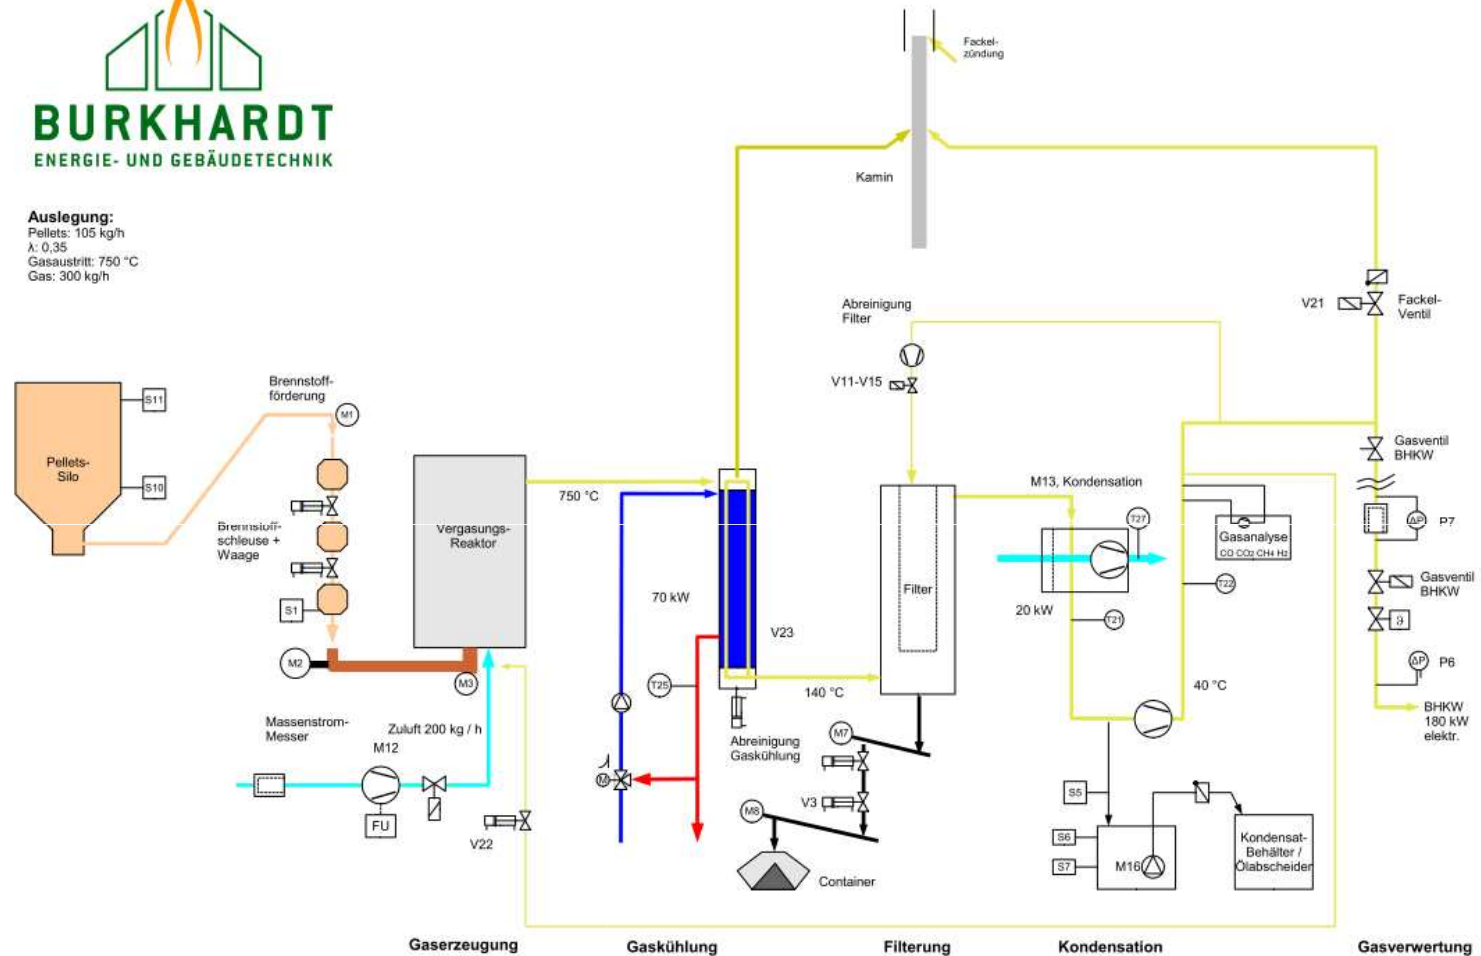 BURKHARDT
ENERGIE- UND GEBÄUDETECHNIK
Auslegung:
Pellets: 105 kg/h
λ: 0,35
Gasaustritt: 750 °C
Gas: 300 kg/h
Fackel-
zündung
Kamin
V21
Fackel-
Ventil
Abreinigung
Filter
V11-V15
Brennstoff-
förderung
M1
S11
S10
Pellets-
Silo
Brennstoff-
schleuse +
Waage
S1
M2
M3
Vergasungs-
Reaktor
750 °C
70 kW
V23
T25
140 °C
Abreinigung
Gaskühlung
M
Massenstrom-
Messer
M12
FU
Zuluft 200 kg / h
V22
Filter
M7
V3
M8
Container
M13, Kondensation
T27
20 kW
T21
T22
40 °C
Gasanalyse
CO CO2 CH4 H2
Gasventil
BHKW
ΔP
P7
Gasventil
BHKW
ϑ
ΔP
P6
BHKW
180 kW
elektr.
S5
S6
S7
M16
Kondensat-
Behälter /
Ölabscheider
Gaserzeugung
Gaskühlung
Filterung
Kondensation
Gasverwertung